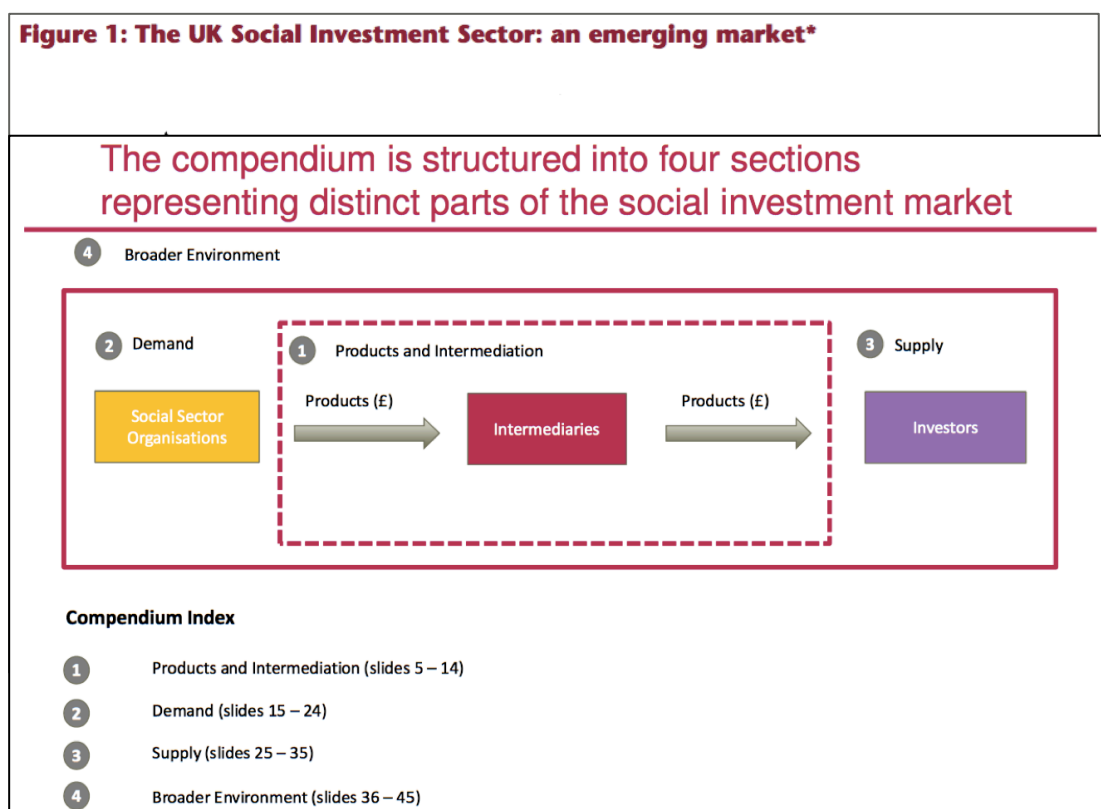 Figure 1: The UK Social Investment Sector: an emerging market*
The compendium is structured into four sections
representing distinct parts of the social investment market
4 Broader Environment
2 Demand
1 Products and Intermediation
3 Supply
Social Sector
Organisations
Products (£)
Intermediaries
Products (£)
Investors
Compendium Index
1 Products and Intermediation (slides 5 – 14)
2 Demand (slides 15 – 24)
3 Supply (slides 25 – 35)
4 Broader Environment (slides 36 – 45)